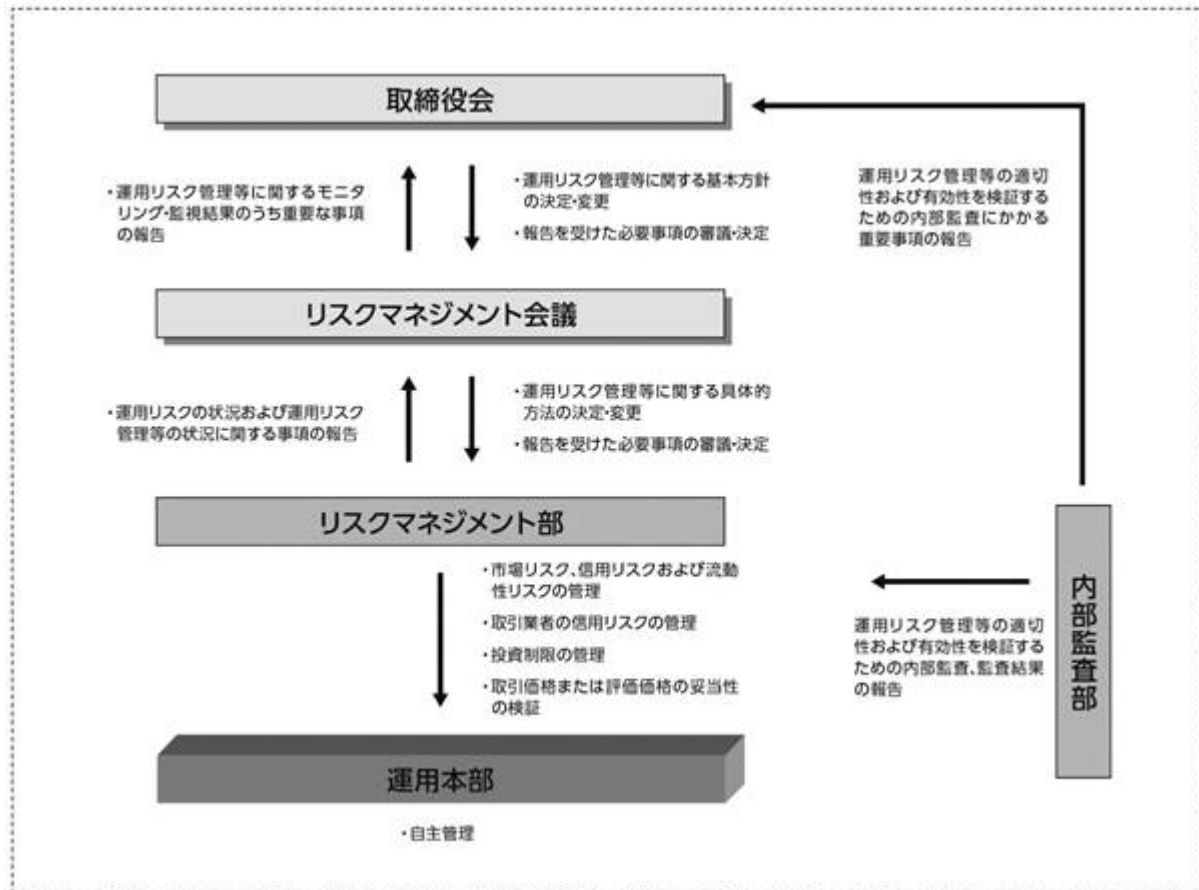 取締役会
・運用リスク管理等に関するモニタ
リング・監視結果のうち重要な事項
の報告
・運用リスク管理等に関する基本方針
の決定・変更
・報告を受けた必要事項の審議・決定
運用リスク管理等の適切
性および有効性を検証する
ための内部監査にかかる
重要事項の報告
リスクマネジメント会議
・運用リスクの状況および運用リスク
管理等の状況に関する事項の報告
・運用リスク管理等に関する具体的
方法の決定・変更
・報告を受けた必要事項の審議・決定
リスクマネジメント部
・市場リスク、信用リスクおよび流動
性リスクの管理
・取引業者の信用リスクの管理
・投資制限の管理
・取引価格または評価価格の妥当性
の検証
運用リスク管理等の適切
性および有効性を検証する
ための内部監査、監査結果
の報告
内部監査部
運用本部
・自主管理